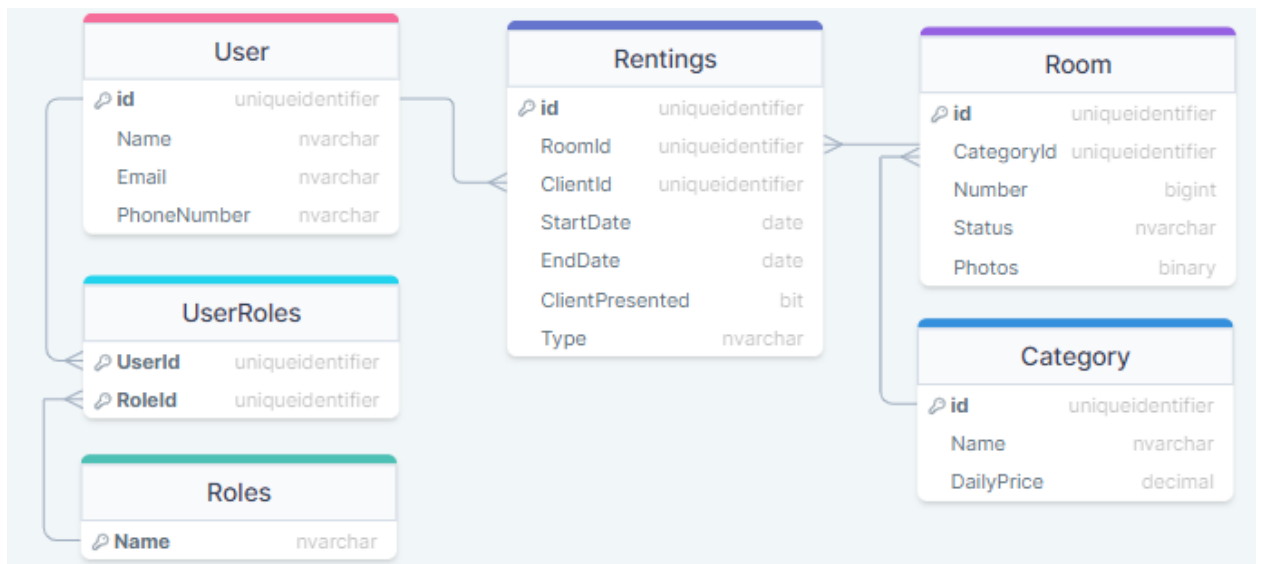 User
id uniqueidentifier
Name nvarchar
Email nvarchar
PhoneNumber nvarchar
UserRoles
UserId uniqueidentifier
RoleId uniqueidentifier
Roles
Name nvarchar
Rentings
id uniqueidentifier
RoomId uniqueidentifier
ClientId uniqueidentifier
StartDate date
EndDate date
ClientPresented bit
Type nvarchar
Room
id uniqueidentifier
CategoryId uniqueidentifier
Number bigint
Status nvarchar
Photos binary
Category
id uniqueidentifier
Name nvarchar
DailyPrice decimal